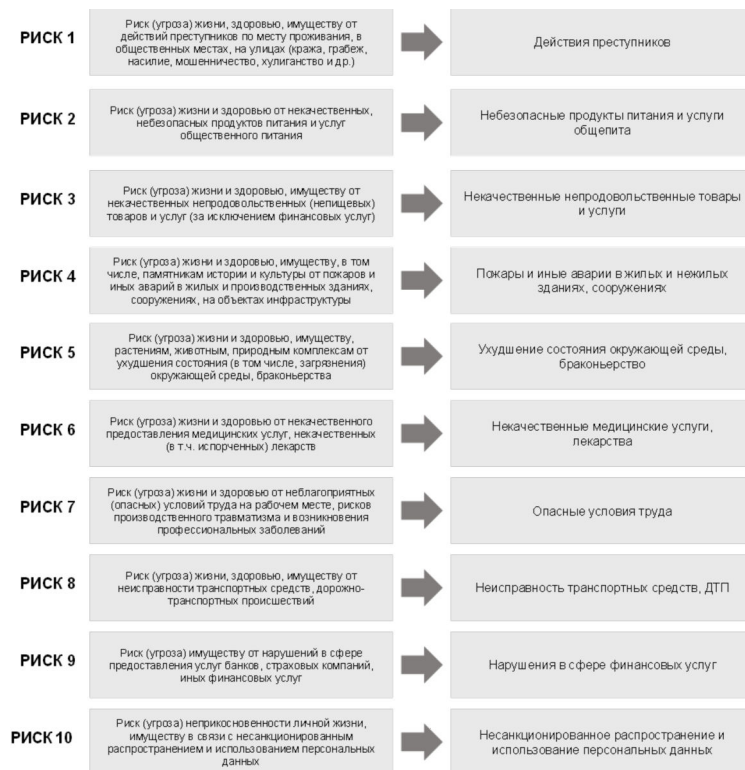 РИСК 1
Риск (угроза) жизни, здоровью, имуществу от
действий преступников по месту проживания, в
общественных местах, на улицах (кража, грабеж,
насилие, мошенничество, хулиганство и др.)
Действия преступников
РИСК 2
Риск (угроза) жизни и здоровью от некачественных,
небезопасных продуктов питания и услуг
общественного питания
Небезопасные продукты питания и услуги
общепита
РИСК 3
Риск (угроза) жизни и здоровью, имуществу от
некачественных непродовольственных (непищевых)
товаров и услуг (за исключением финансовых услуг)
Некачественные непродовольственные товары
и услуги
РИСК 4
Риск (угроза) жизни и здоровью, имуществу, в том
числе, памятникам истории и культуры от пожаров и
иных аварий в жилых и производственных зданиях,
сооружениях, на объектах инфраструктуры
Пожары и иные аварии в жилых и нежилых
зданиях, сооружениях
РИСК 5
Риск (угроза) жизни и здоровью, имуществу,
растениям, животным, природным комплексам от
ухудшения состояния (в том числе, загрязнения)
окружающей среды, браконьерства
Ухудшение состояния окружающей среды,
браконьерство
РИСК 6
Риск (угроза) жизни и здоровью от некачественного
предоставления медицинских услуг, некачественных
(в т.ч. испорченных) лекарств
Некачественные медицинские услуги,
лекарства
РИСК 7
Риск (угроза) жизни и здоровью от неблагоприятных
(опасных) условий труда на рабочем месте, рисков
производственного травматизма и возникновения
профессиональных заболеваний
Опасные условия труда
РИСК 8
Риск (угроза) жизни, здоровью, имуществу от
неисправности транспортных средств, дорожно-
транспортных происшествий
Неисправность транспортных средств, ДТП
РИСК 9
Риск (угроза) имуществу от нарушений в сфере
предоставления услуг банков, страховых компаний,
иных финансовых услуг
Нарушения в сфере финансовых услуг
РИСК 10
Риск (угроза) неприкосновенности личной жизни,
имуществу в связи с несанкционированным
распространением и использованием персональных
данных
Несанкционированное распространение и
использование персональных данных